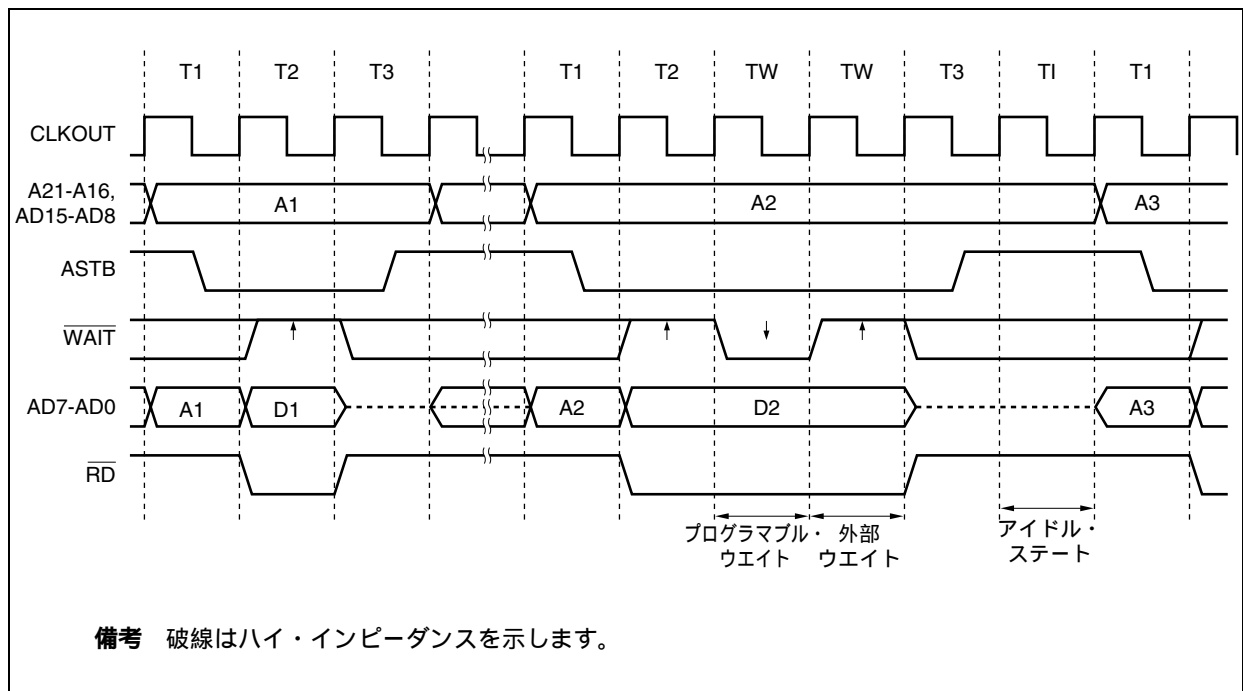 T1 T2 T3 T1 T2 TW TW T3 TI T1
CLKOUT
A21-A16,
AD15-AD8
A1 A2 A3
ASTB
WAIT
AD7-AD0
A1 D1 A2 D2 A3
RD
プログラマブル・
ウエイト
外部
ウエイト
アイドル・
ステート
備考 破線はハイ・インピーダンスを示します。